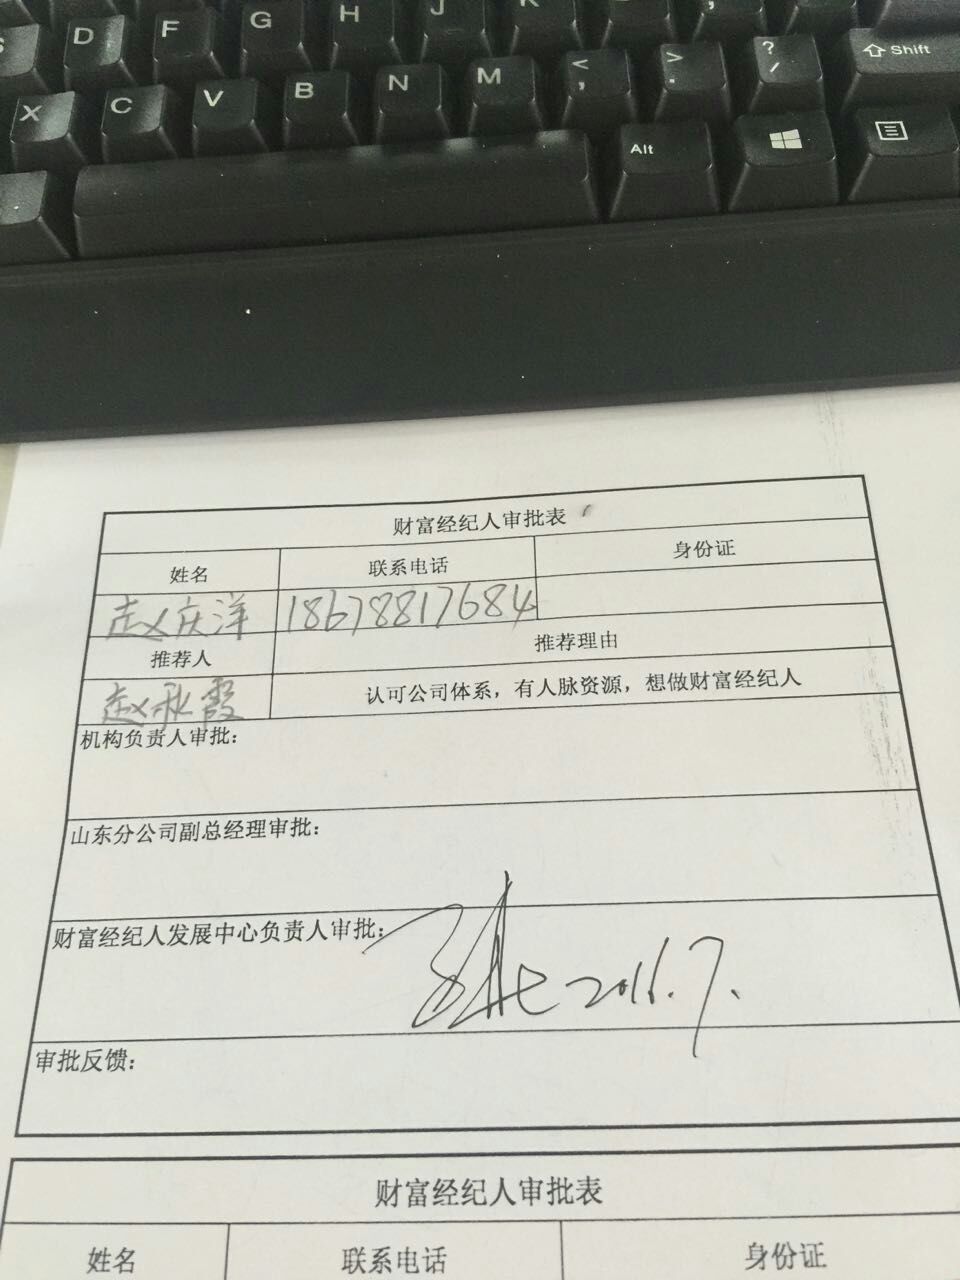 S D F G H J K L
X C V B N M < , > . ? / Shift
Alt
财富经纪人审批表
姓名 联系电话 身份证
赵庆洋 18678817684
推荐人 推荐理由
赵秋霞 认可公司体系，有人脉资源，想做财富经纪人
机构负责人审批：
山东分公司副总经理审批：
财富经纪人发展中心负责人审批：
2016.7.
审批反馈：
财富经纪人审批表
姓名 联系电话 身份证